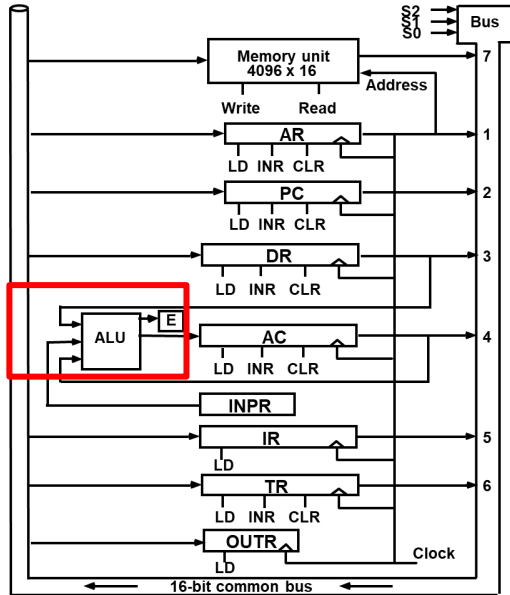 S2
S1
S0
Bus
Memory unit
4096 x 16
7
Address
Write Read
AR
1
LD INR CLR
PC
2
LD INR CLR
DR
3
LD INR CLR
E
ALU
AC
4
LD INR CLR
INPR
IR
5
LD
TR
6
LD INR CLR
OUTR
Clock
LD
16-bit common bus